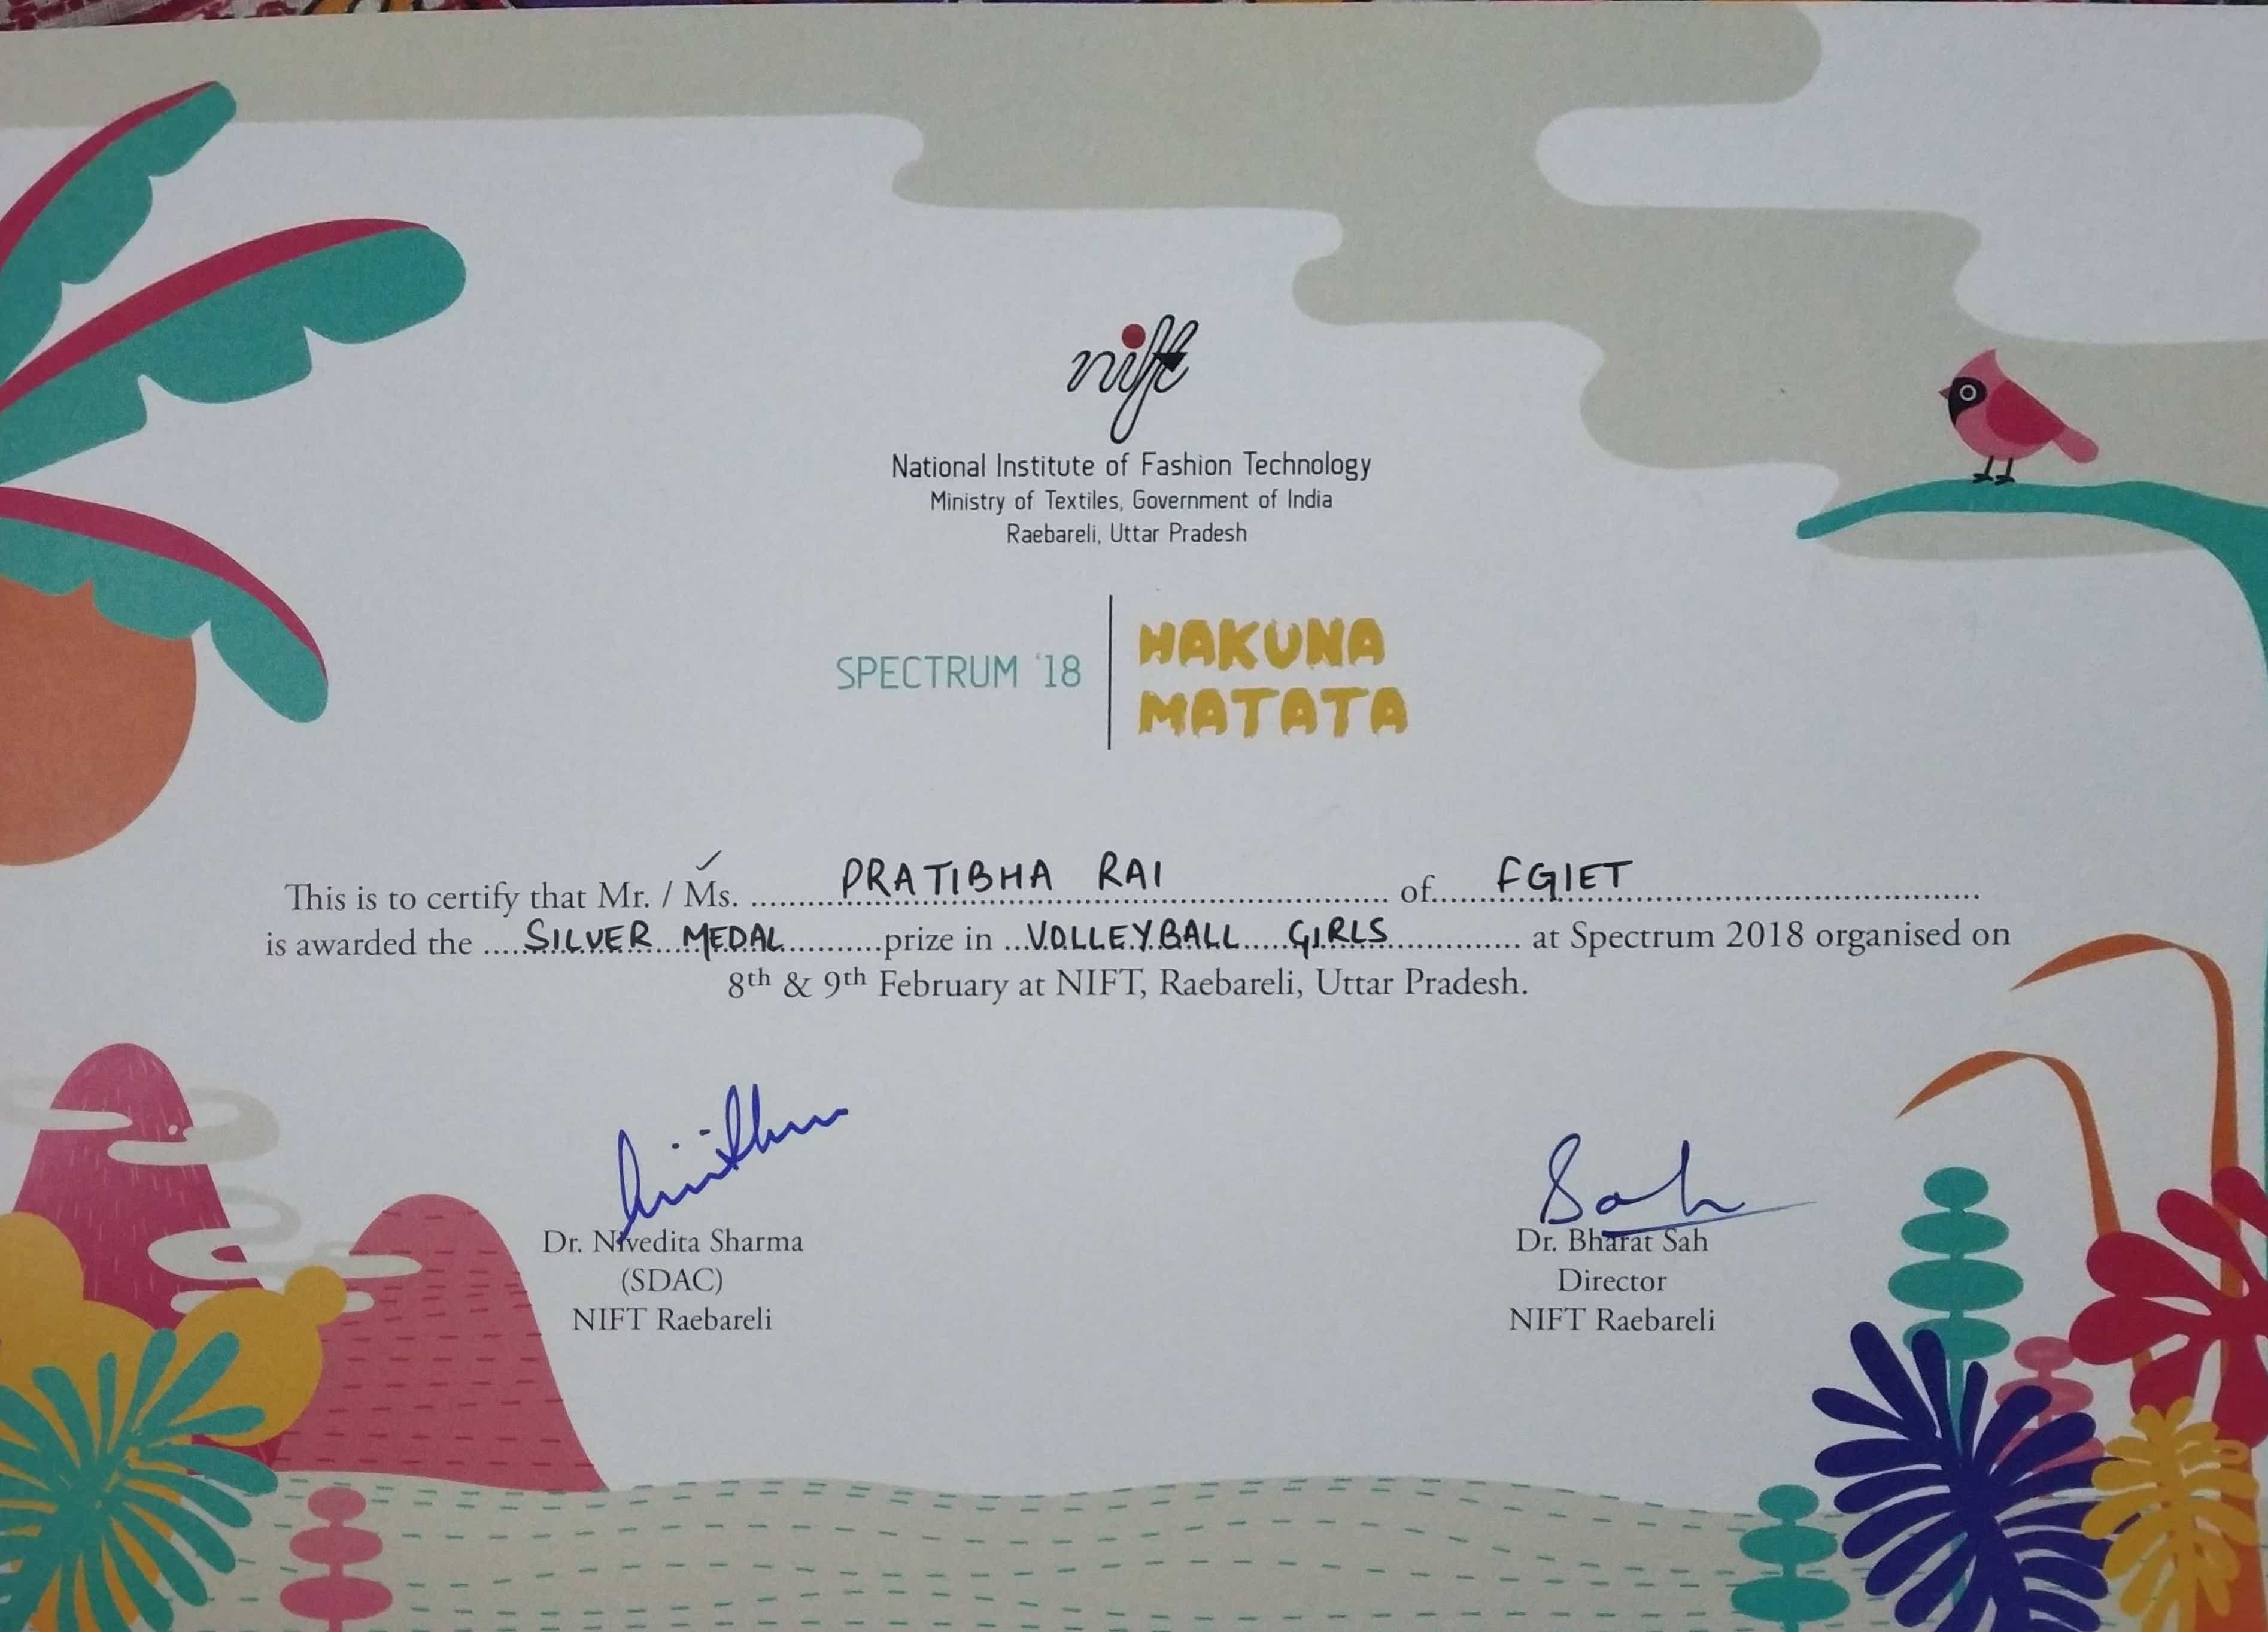 nift
National Institute of Fashion Technology
Ministry of Textiles, Government of India
Raebareli, Uttar Pradesh
SPECTRUM '18
HAKUNA
MATATA
This is to certify that Mr. / Ms. PRATIBHA RAI of FGIET
is awarded the SILVER MEDAL prize in VOLLEYBALL GIRLS at Spectrum 2018 organised on
8th & 9th February at NIFT, Raebareli, Uttar Pradesh.
Sah
Dr. Nivedita Sharma
(SDAC)
NIFT Raebareli
Dr. Bharat Sah
Director
NIFT Raebareli